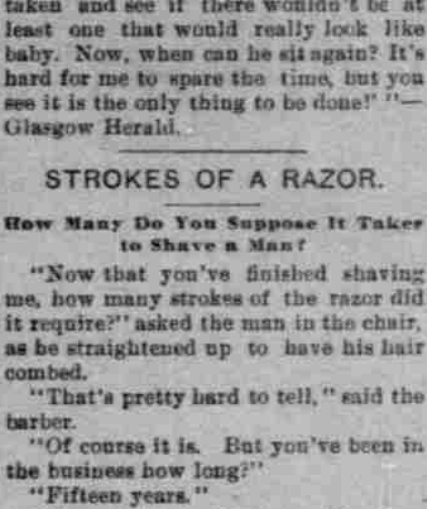 taken and see if there wouldn't be at
least one that would really look like
baby. Now, when can he sit again? It's
hard for me to spare the time, but you
see it is the only thing to be done!' "—
Glasgow Herald.
STROKES OF A RAZOR.
How Many Do You Suppose It Takes
to Shave a Man?
"Now that you've finished shaving
me, how many strokes of the razor did
it require?" asked the man in the chair,
as he straightened up to have his hair
combed.
"That's pretty hard to tell," said the
barber.
"Of course it is. But you've been in
the business how long?"
"Fifteen years."